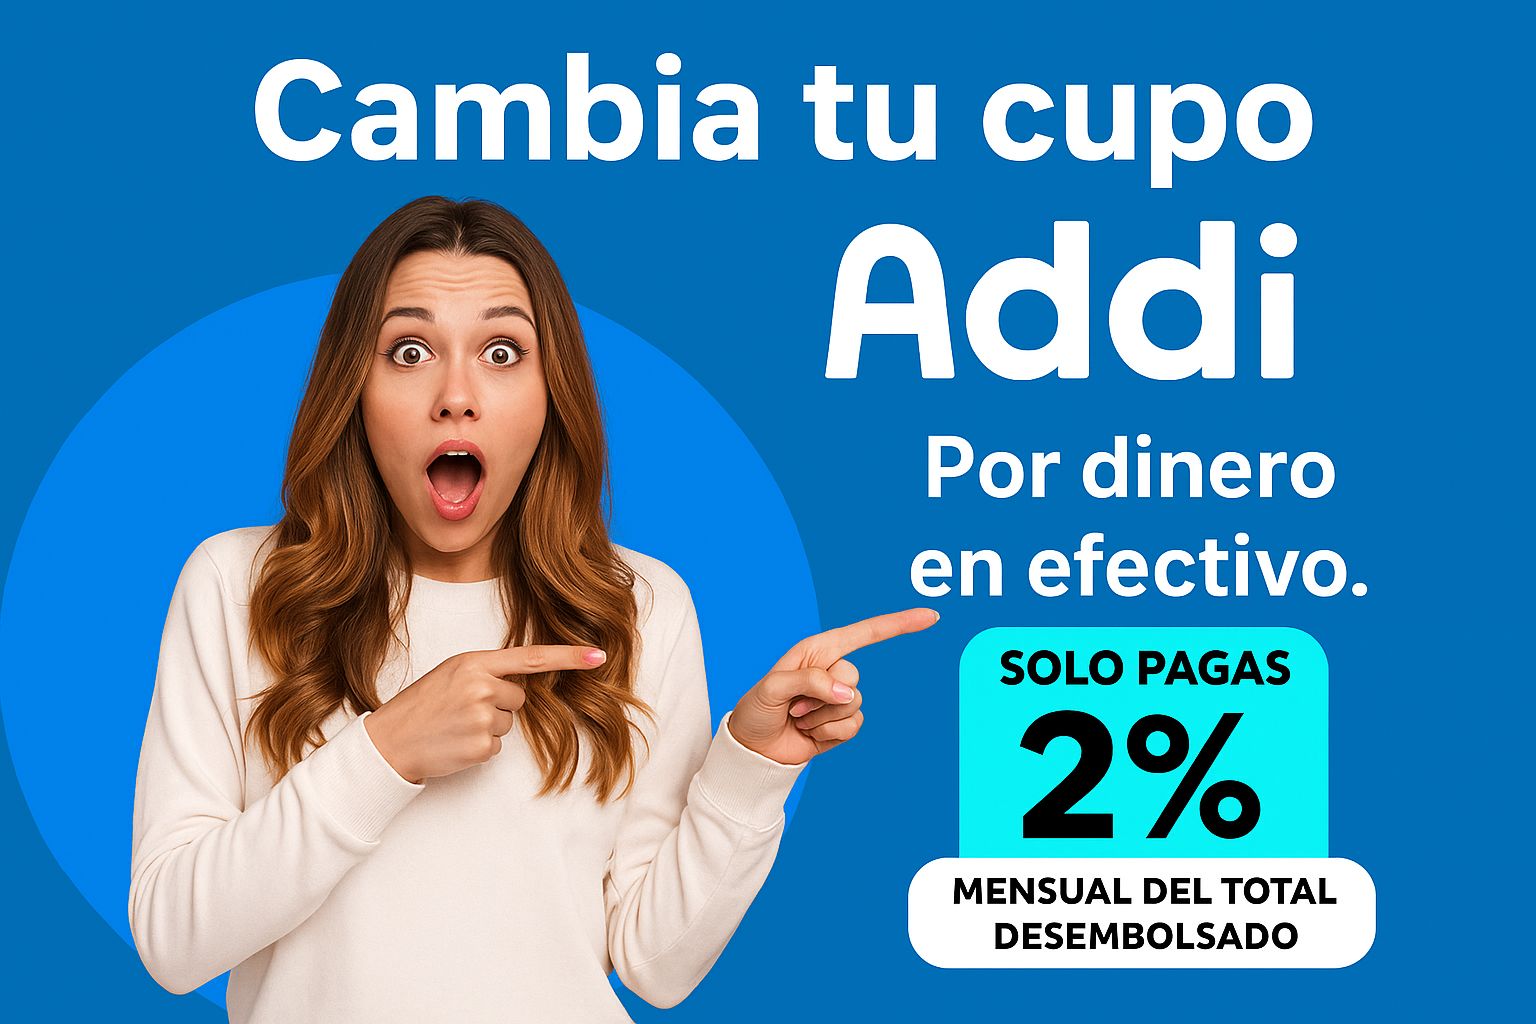 Cambia tu cupo
Addi
Por dinero
en efectivo.
SOLO PAGAS
2%
MENSUAL DEL TOTAL
DESEMBOLSADO